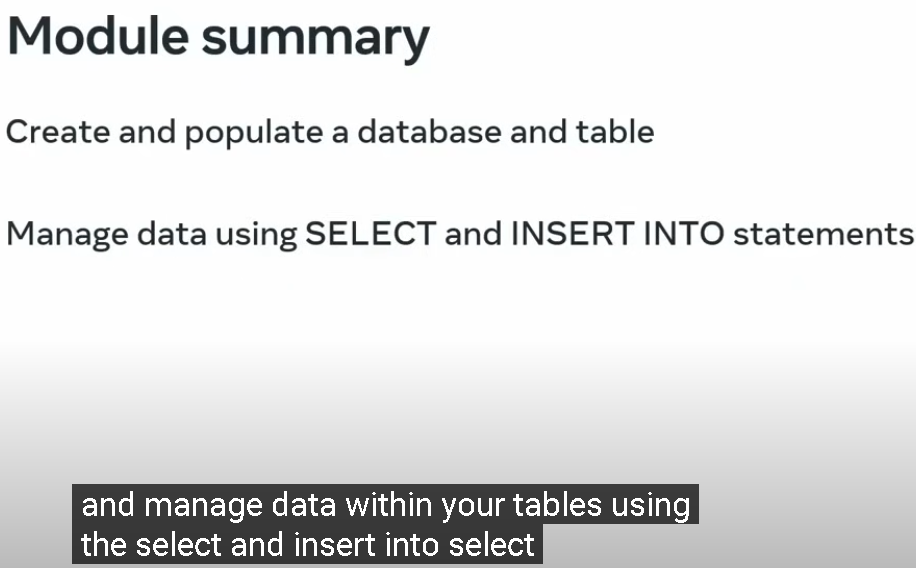 Module summary
Create and populate a database and table
Manage data using SELECT and INSERT INTO statements
and manage data within your tables using
the select and insert into select